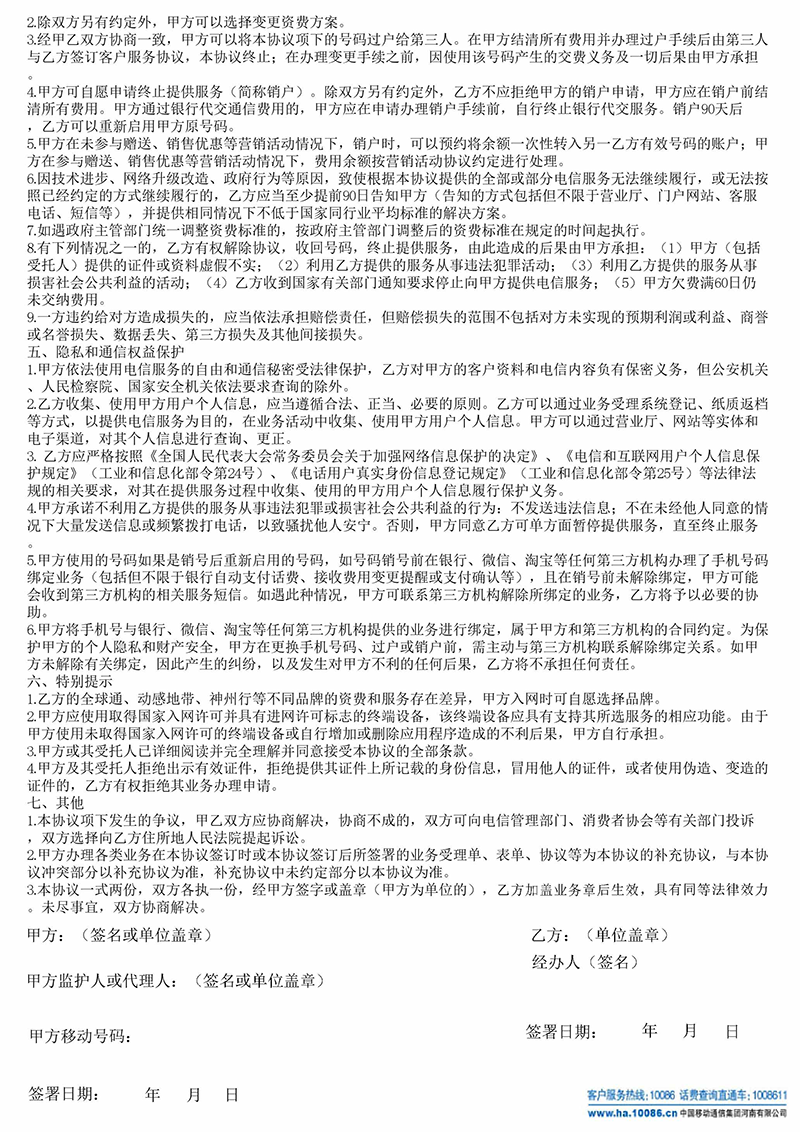 2.除双方另有约定外，甲方可以选择变更资费方案。
3.经甲乙双方协商一致，甲方可以将本协议项下的号码过户给第三人。在甲方结清所有费用并办理过户手续后由第三人
与乙方签订客户服务协议，本协议终止；在办理变更手续之前，因使用该号码产生的交费义务及一切后果由甲方承担
。
4.甲方可自愿申请终止提供服务（简称销户）。除双方另有约定外，乙方不应拒绝甲方的销户申请，甲方应在销户前结
清所有费用。甲方通过银行代交通信费用的，甲方应在申请办理销户手续前，自行终止银行代交服务。销户90天后
，乙方可以重新启用甲方原号码。
5.甲方在未参与赠送、销售优惠等营销活动情况下，销户时，可以预约将余额一次性转入另一乙方有效号码的账户；甲
方在参与赠送、销售优惠等营销活动情况下，费用余额按营销活动协议约定进行处理。
6.因技术进步、网络升级改造、政府行为等原因，致使根据本协议提供的全部或部分电信服务无法继续履行，或无法按
照已经约定的方式继续履行的，乙方应当至少提前90日告知甲方（告知的方式包括但不限于营业厅、门户网站、客服
电话、短信等），并提供相同情况下不低于国家同行业平均标准的解决方案。
7.如遇政府主管部门统一调整资费标准的，按政府主管部门调整后的资费标准在规定的时间起执行。
8.有下列情况之一的，乙方有权解除协议，收回号码，终止提供服务，由此造成的后果由甲方承担：（1）甲方（包括
受托人）提供的证件或资料虚假不实；（2）利用乙方提供的服务从事违法犯罪活动；（3）利用乙方提供的服务从事
损害社会公共利益的活动；（4）乙方收到国家有关部门通知要求停止向甲方提供电信服务；（5）甲方欠费满60日仍
未交纳费用。
9.一方违约给对方造成损失的，应当依法承担赔偿责任，但赔偿损失的范围不包括对方未实现的预期利润或利益、商誉
或名誉损失、数据丢失、第三方损失及其他间接损失。
五、隐私和通信权益保护
1.甲方依法使用电信服务的自由和通信秘密受法律保护，乙方对甲方的客户资料和电信内容负有保密义务，但公安机关
、人民检察院、国家安全机关依法要求查询的除外。
2.乙方收集、使用甲方用户个人信息，应当遵循合法、正当、必要的原则。乙方可以通过业务受理系统登记、纸质返档
等方式，以提供电信服务为目的，在业务活动中收集、使用甲方用户个人信息。甲方可以通过营业厅、网站等实体和
电子渠道，对其个人信息进行查询、更正。
3. 乙方应严格按照《全国人民代表大会常务委员会关于加强网络信息保护的决定》、《电信和互联网用户个人信息保
护规定》（工业和信息化部令第24号）、《电话用户真实身份信息登记规定》（工业和信息化部令第25号）等法律法
规的相关要求，对其在提供服务过程中收集、使用的甲方用户个人信息履行保护义务。
4.甲方承诺不利用乙方提供的服务从事违法犯罪或损害社会公共利益的行为：不发送违法信息；不在未经他人同意的情
况下大量发送信息或频繁拨打电话，以致骚扰他人安宁。否则，甲方同意乙方可单方面暂停提供服务，直至终止服务
。
5.甲方使用的号码如果是销号后重新启用的号码，如号码销号前在银行、微信、淘宝等任何第三方机构办理了手机号码
绑定业务（包括但不限于银行自动支付话费、接收费用变更提醒或支付确认等），且在销号前未解除绑定，甲方可能
会收到第三方机构的相关服务短信。如遇此种情况，甲方可联系第三方机构解除所绑定的业务，乙方将予以必要的协
助。
6.甲方将手机号与银行、微信、淘宝等任何第三方机构提供的业务进行绑定，属于甲方和第三方机构的合同约定。为保
护甲方的个人隐私和财产安全，甲方在更换手机号码、过户或销户前，需主动与第三方机构联系解除绑定关系。如甲
方未解除有关绑定，因此产生的纠纷，以及发生对甲方不利的任何后果，乙方将不承担任何责任。
六、特别提示
1.乙方的全球通、动感地带、神州行等不同品牌的资费和服务存在差异，甲方入网时可自愿选择品牌。
2.甲方应使用取得国家入网许可并具有进网许可标志的终端设备，该终端设备应具有支持其所选服务的相应功能。由于
甲方使用未取得国家入网许可的终端设备或自行增加或删除应用程序造成的不利后果，甲方自行承担。
3.甲方或其受托人已详细阅读并完全理解并同意接受本协议的全部条款。
4.甲方及其受托人拒绝出示有效证件，拒绝提供其证件上所记载的身份信息，冒用他人的证件，或者使用伪造、变造的
证件的，乙方有权拒绝其业务办理申请。
七、其他
1.本协议项下发生的争议，甲乙双方应协商解决，协商不成的，双方可向电信管理部门、消费者协会等有关部门投诉
，双方选择向乙方住所地人民法院提起诉讼。
2.甲方办理各类业务在本协议签订时或本协议签订后所签署的业务受理单、表单、协议等为本协议的补充协议，与本协
议冲突部分以补充协议为准，补充协议中未约定部分以本协议为准。
3.本协议一式两份，双方各执一份，经甲方签字或盖章（甲方为单位的），乙方加盖业务章后生效，具有同等法律效力
。未尽事宜，双方协商解决。
甲方：（签名或单位盖章） 乙方：（单位盖章）
经办人（签名）
甲方监护人或代理人：（签名或单位盖章）
甲方移动号码： 签署日期： 年 月 日
签署日期： 年 月 日
客户服务热线：10086 话费查询直通车：1008611
www.ha.10086.cn 中国移动通信集团河南有限公司